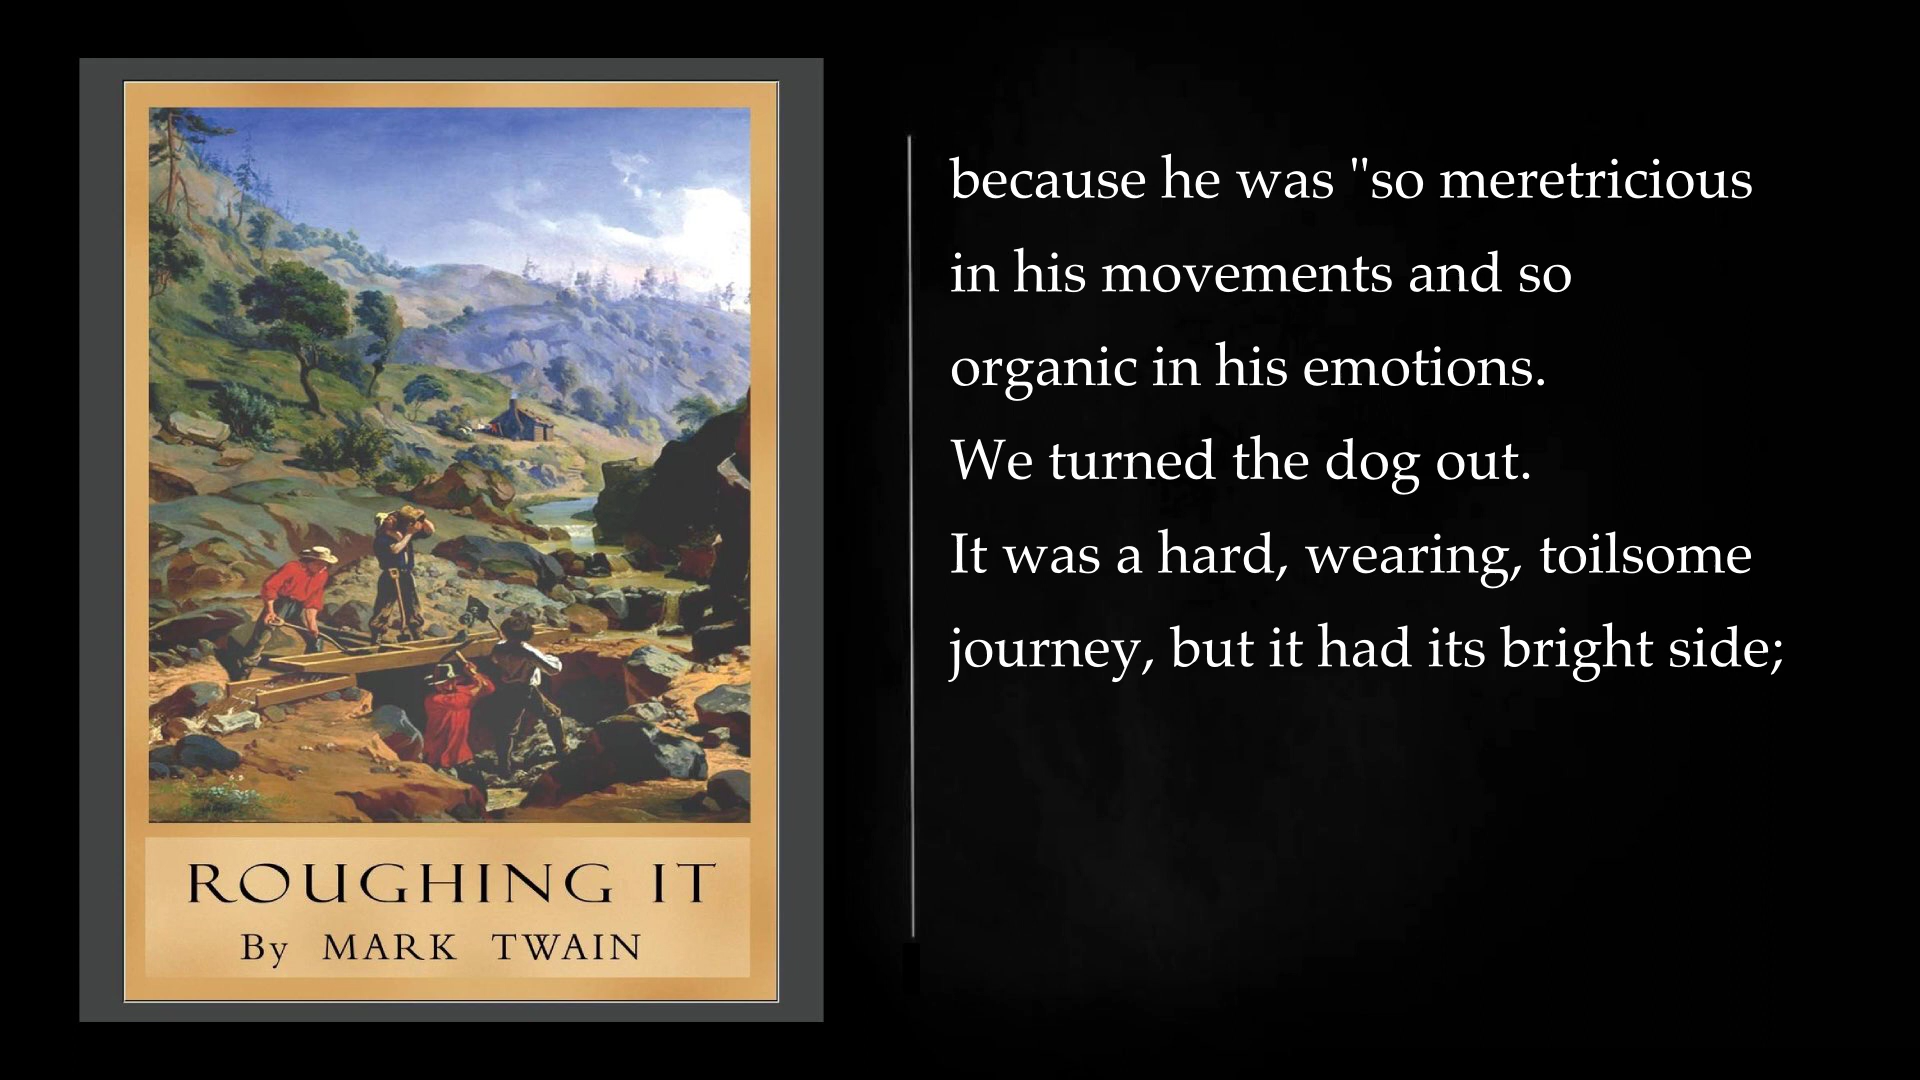 ROUGHING IT
By MARK TWAIN
because he was "so meretricious
in his movements and so
organic in his emotions.
We turned the dog out.
It was a hard, wearing, toilsome
journey, but it had its bright side;